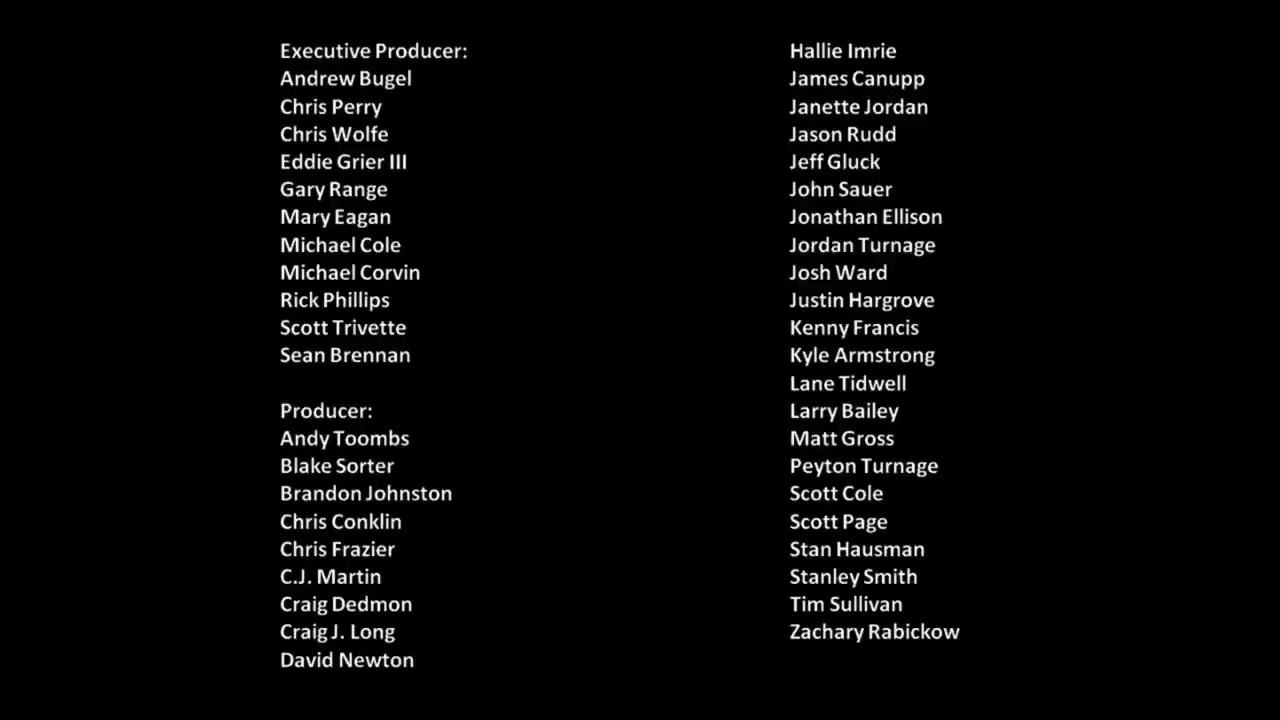 Executive Producer:
Andrew Bugel
Chris Perry
Chris Wolfe
Eddie Grier III
Gary Range
Mary Eagan
Michael Cole
Michael Corvin
Rick Phillips
Scott Trivette
Sean Brennan
Producer:
Andy Toombs
Blake Sorter
Brandon Johnston
Chris Conklin
Chris Frazier
C.J. Martin
Craig Dedmon
Craig J. Long
David Newton
Hallie Imrie
James Canupp
Janette Jordan
Jason Rudd
Jeff Gluck
John Sauer
Jonathan Ellison
Jordan Turnage
Josh Ward
Justin Hargrove
Kenny Francis
Kyle Armstrong
Lane Tidwell
Larry Bailey
Matt Gross
Peyton Turnage
Scott Cole
Scott Page
Stan Hausman
Stanley Smith
Tim Sullivan
Zachary Rabickow